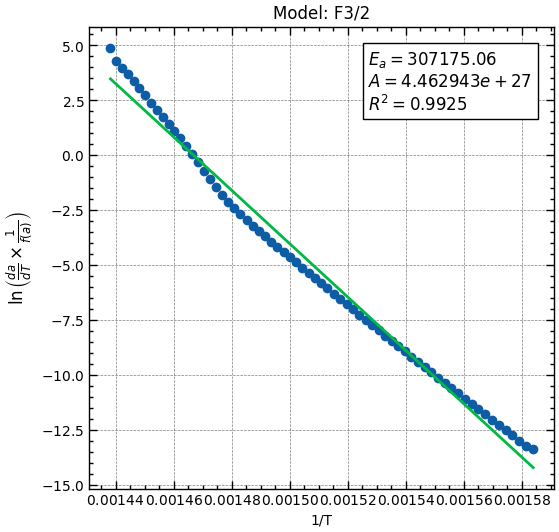 Model: F3/2
E_a = 307175.06
A = 4.462943e + 27
R^2 = 0.9925
5.0
2.5
0.0
−2.5
−5.0
−7.5
−10.0
−12.5
−15.0
ln (da/dT × 1/f(a))
0.00144 0.00146 0.00148 0.00150 0.00152 0.00154 0.00156 0.00158
1/T